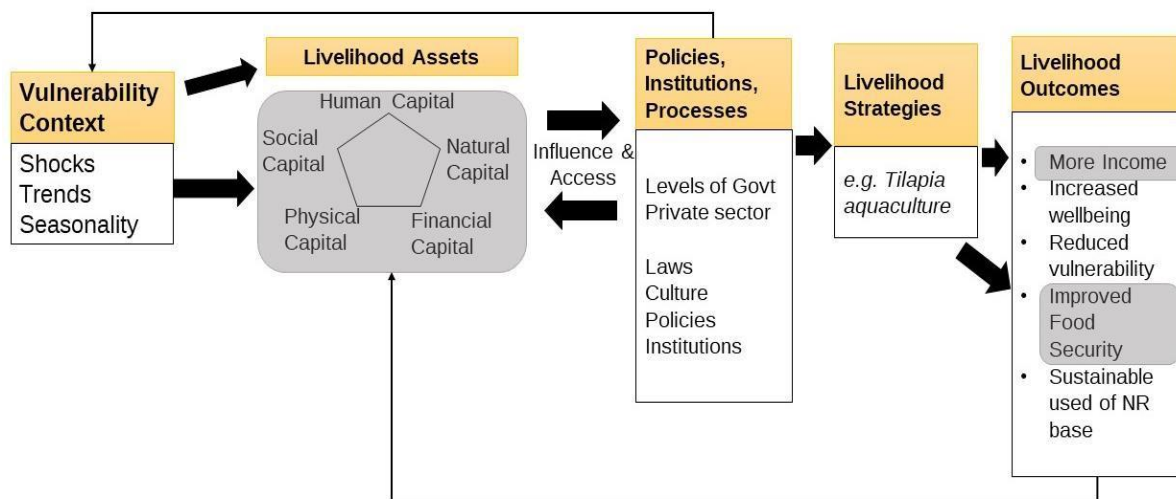 Vulnerability
Context
Shocks
Trends
Seasonality
Livelihood Assets
Human Capital
Social
Capital
Natural
Capital
Physical
Capital
Financial
Capital
Influence &
Access
Policies,
Institutions,
Processes
Levels of Govt
Private sector
Laws
Culture
Policies
Institutions
Livelihood
Strategies
e.g. Tilapia
aquaculture
Livelihood
Outcomes
• More Income
• Increased
wellbeing
• Reduced
vulnerability
• Improved
Food
Security
• Sustainable
used of NR
base